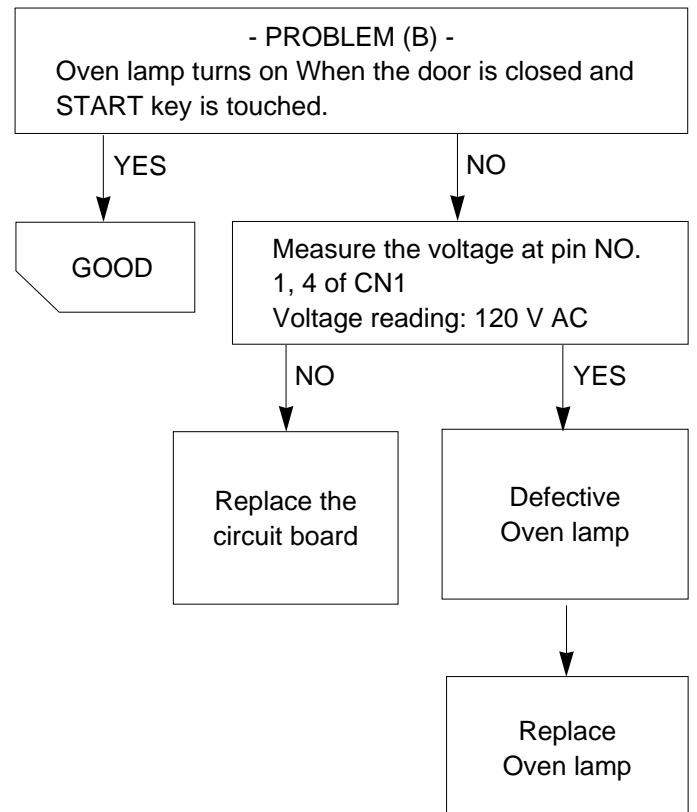 - PROBLEM (B) -
Oven lamp turns on When the door is closed and
START key is touched.
YES
NO
GOOD
Measure the voltage at pin NO.
1, 4 of CN1
Voltage reading: 120 V AC
NO
YES
Replace the
circuit board
Defective
Oven lamp
Replace
Oven lamp